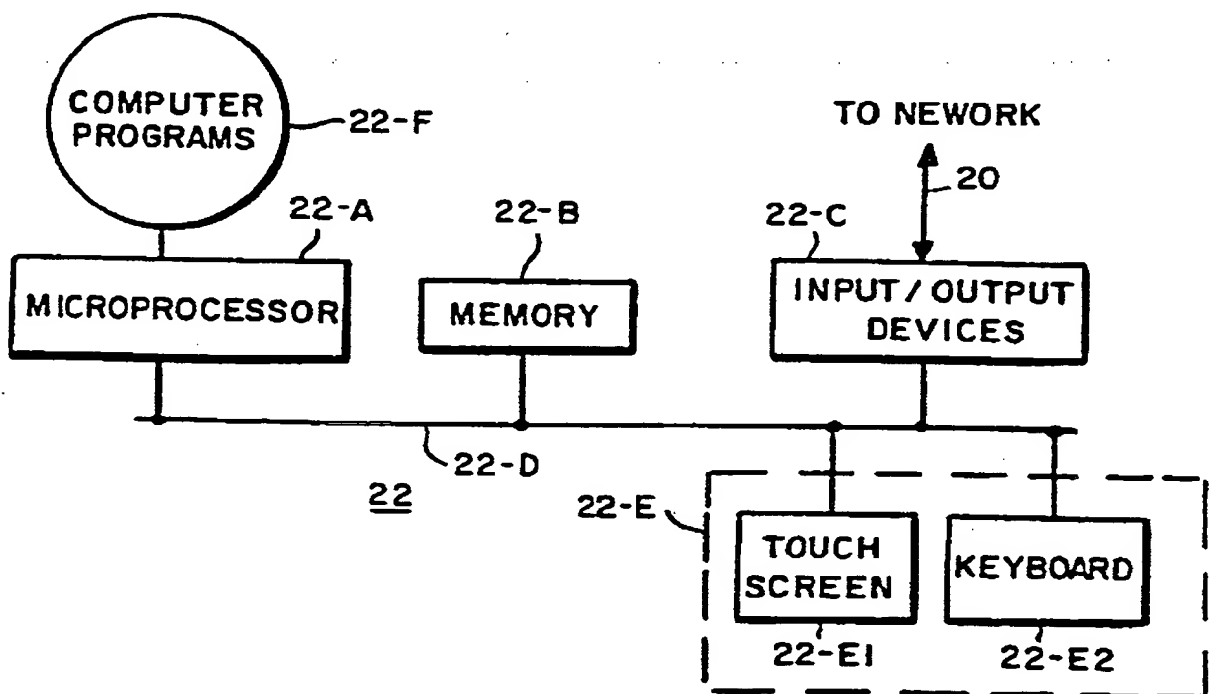 COMPUTER
PROGRAMS
22-F
TO NEWORK
20
22-A
22-B
22-C
MICROPROCESSOR
MEMORY
INPUT/OUTPUT
DEVICES
22-D
22
22-E
TOUCH
SCREEN
KEYBOARD
22-E1
22-E2